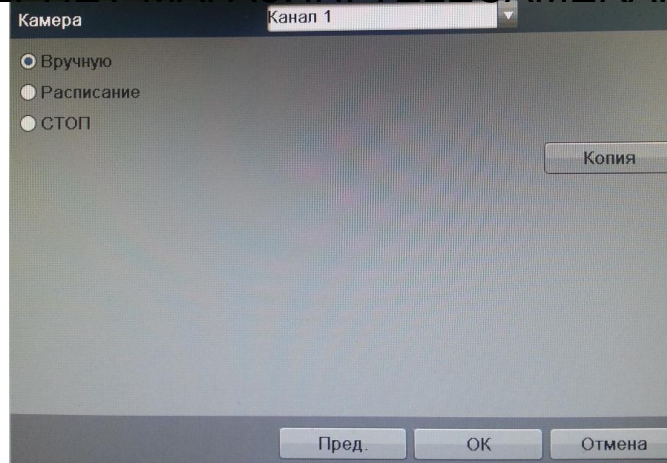 Камера
Канал 1
Вручную
Расписание
СТОП
Копия
Пред.
OK
Отмена